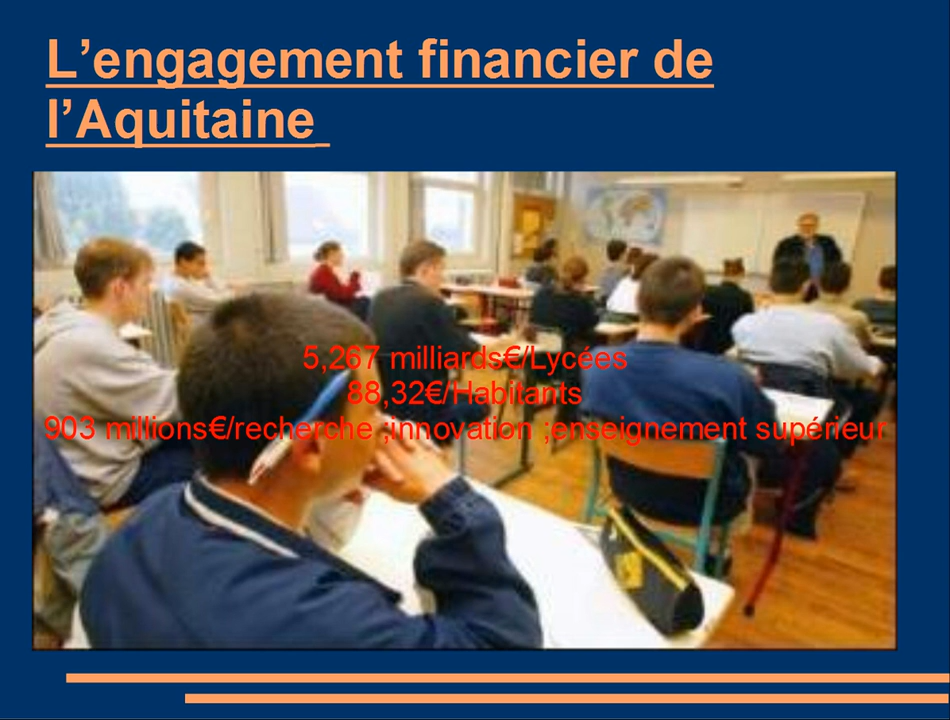 L’engagement financier de
l’Aquitaine
5,267 milliards€/Lycées
88,32€/Habitants
903 millions€/recherche ;innovation ;enseignement supérieur